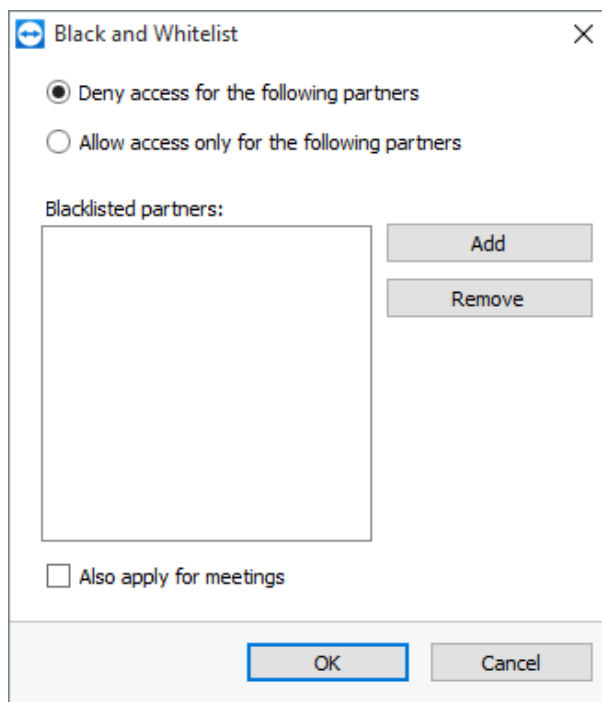 Black and Whitelist
Deny access for the following partners
Allow access only for the following partners
Blacklisted partners:
Add
Remove
Also apply for meetings
OK
Cancel